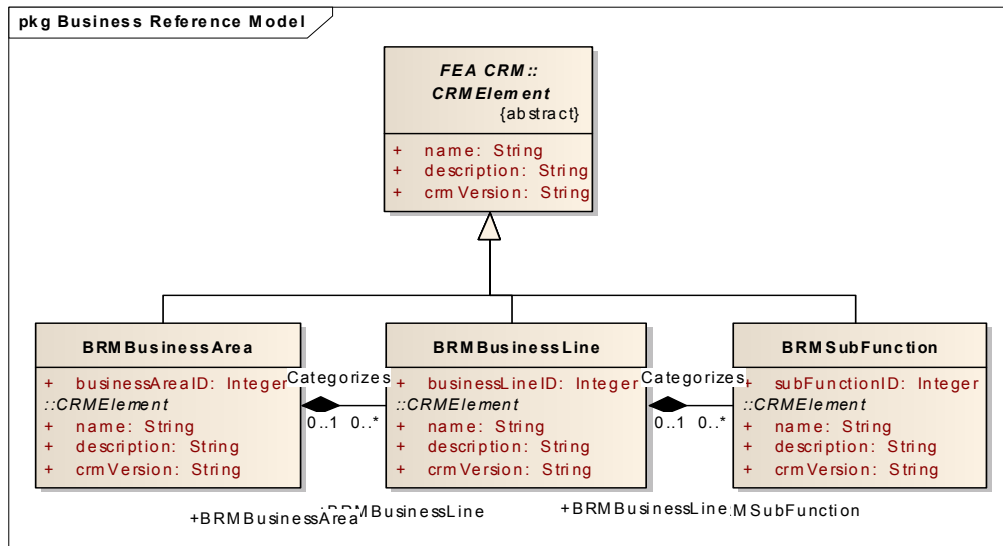 pkg Business Reference Model
FEA CRM::
CRMElement
{abstract}
+ name: String
+ description: String
+ crmVersion: String
BRMBusinessArea
+ businessAreaID: Integer
::CRMElement
+ name: String
+ description: String
+ crmVersion: String
Categorizes
0..1 0..*
BRMBusinessLine
+ businessLineID: Integer
::CRMElement
+ name: String
+ description: String
+ crmVersion: String
Categorizes
0..1 0..*
BRMSubFunction
+ subFunctionID: Integer
::CRMElement
+ name: String
+ description: String
+ crmVersion: String
+BRMBusinessArea
+BRMBusinessLine
+BRMBusinessLine
MSubFunction